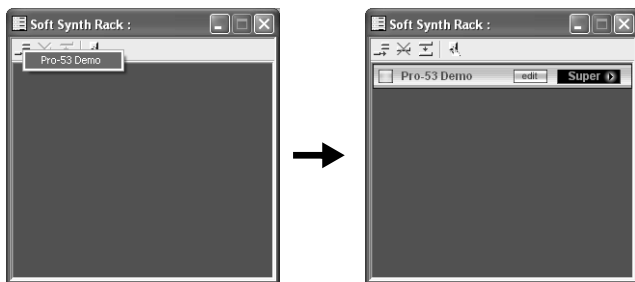 Soft Synth Rack :
Pro-53 Demo
Soft Synth Rack :
Pro-53 Demo edit Super